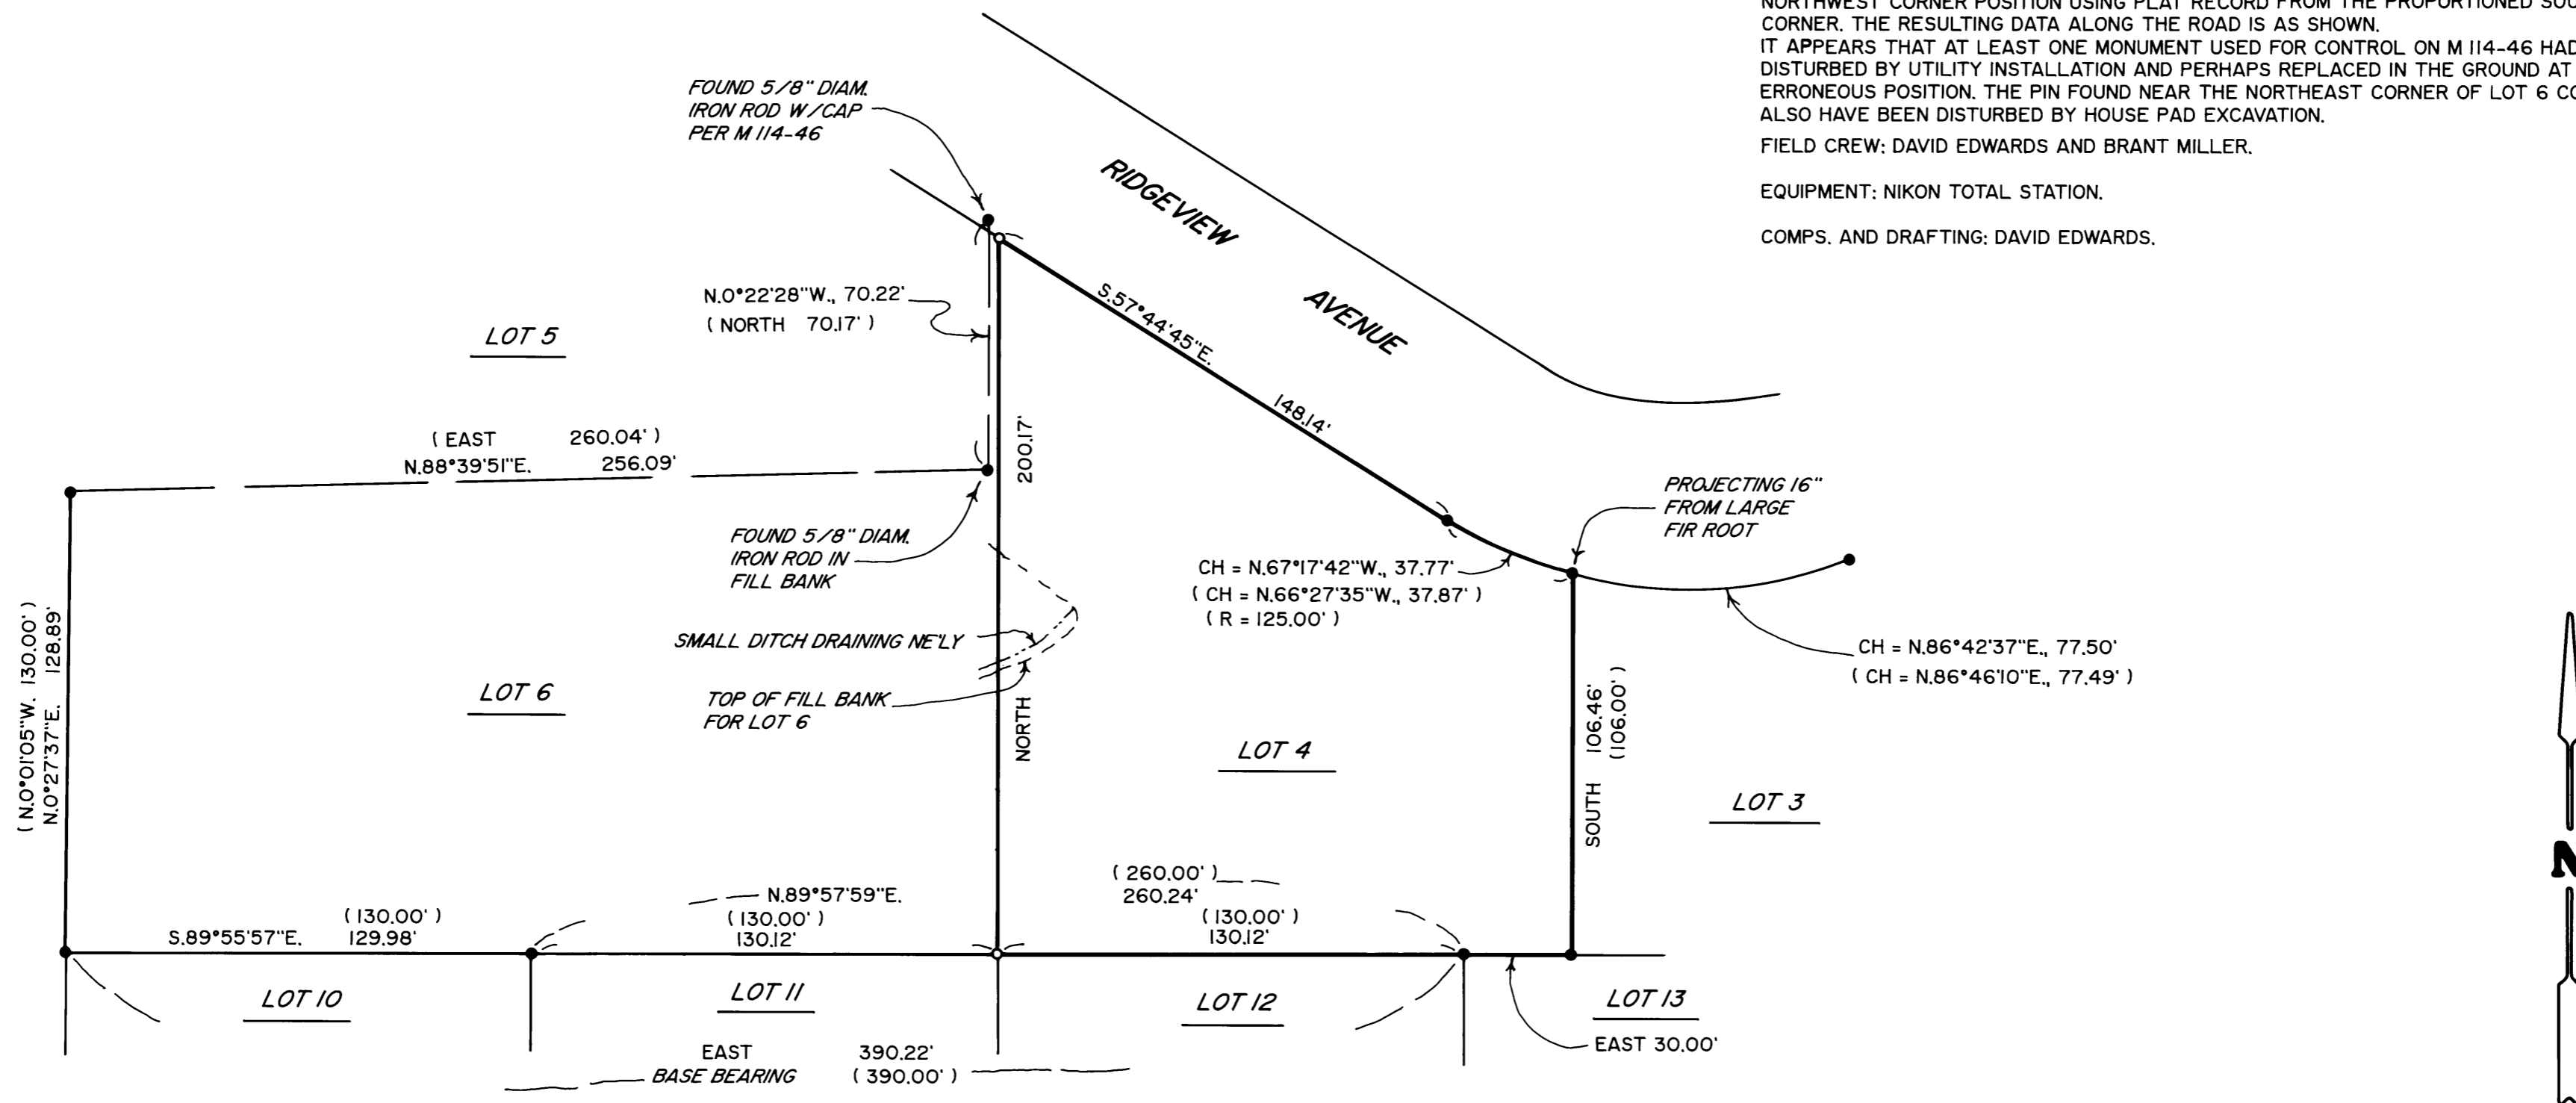 NORTHWEST CORNER POSITION USING PLAT RECORD FROM THE PROPORTIONED
CORNER. THE RESULTING DATA ALONG THE ROAD IS AS SHOWN.
IT APPEARS THAT AT LEAST ONE MONUMENT USED FOR CONTROL ON M 114-46 HAD
DISTURBED BY UTILITY INSTALLATION AND PERHAPS REPLACED IN THE GROUND AT
ERRONEOUS POSITION. THE PIN FOUND NEAR THE NORTHEAST CORNER OF LOT 6
ALSO HAVE BEEN DISTURBED BY HOUSE PAD EXCAVATION.
FIELD CREW: DAVID EDWARDS AND BRANT MILLER.
EQUIPMENT: NIKON TOTAL STATION.
COMPS. AND DRAFTING: DAVID EDWARDS.
FOUND 5/8" DIAM.
IRON ROD W/CAP
PER M 114-46
RIDGEVIEW
AVENUE
N.0°22'28"W., 70.22'
( NORTH 70.17' )
S.57°44'45"E.
148.14'
LOT 5
( EAST 260.04' )
N.88°39'51"E. 256.09'
200.17'
NORTH
FOUND 5/8" DIAM.
IRON ROD IN
FILL BANK
PROJECTING 16"
FROM LARGE
FIR ROOT
CH = N.67°17'42"W., 37.77'
( CH = N.66°27'35"W., 37.87' )
( R = 125.00' )
SMALL DITCH DRAINING NE'LY
CH = N.86°42'37"E., 77.50'
( CH = N.86°46'10"E., 77.49' )
( N.0°01'05"W. 130.00' )
N.0°27'37"E. 128.89'
LOT 6
TOP OF FILL BANK
FOR LOT 6
LOT 4
SOUTH 106.46'
(106.00')
LOT 3
N
( 260.00' )
260.24'
N.89°57'59"E.
(130.00')
S.89°55'57"E. 129.98'
( 130.00' )
130.12'
( 130.00' )
130.12'
LOT 10
LOT 11
LOT 12
LOT 13
EAST 30.00'
EAST 390.22'
BASE BEARING ( 390.00' )